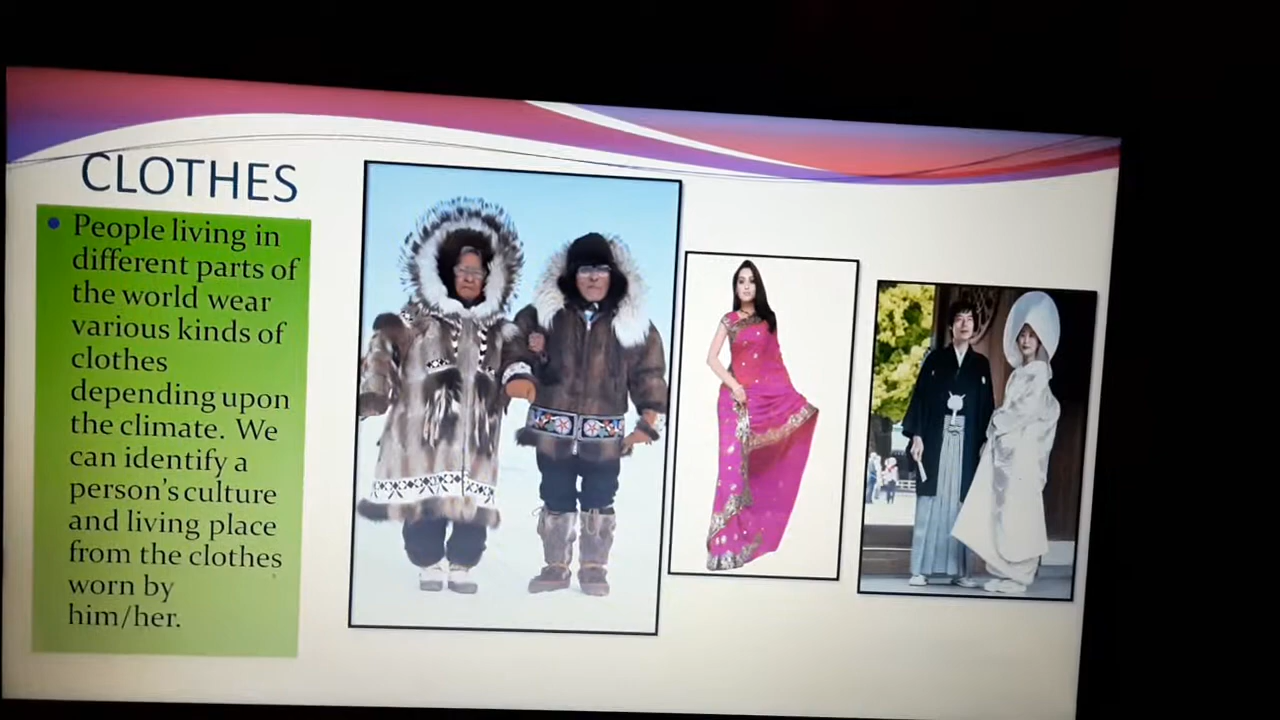 CLOTHES
People living in
different parts of
the world wear
various kinds of
clothes
depending upon
the climate. We
can identify a
person's culture
and living place
from the clothes
worn by
him/her.